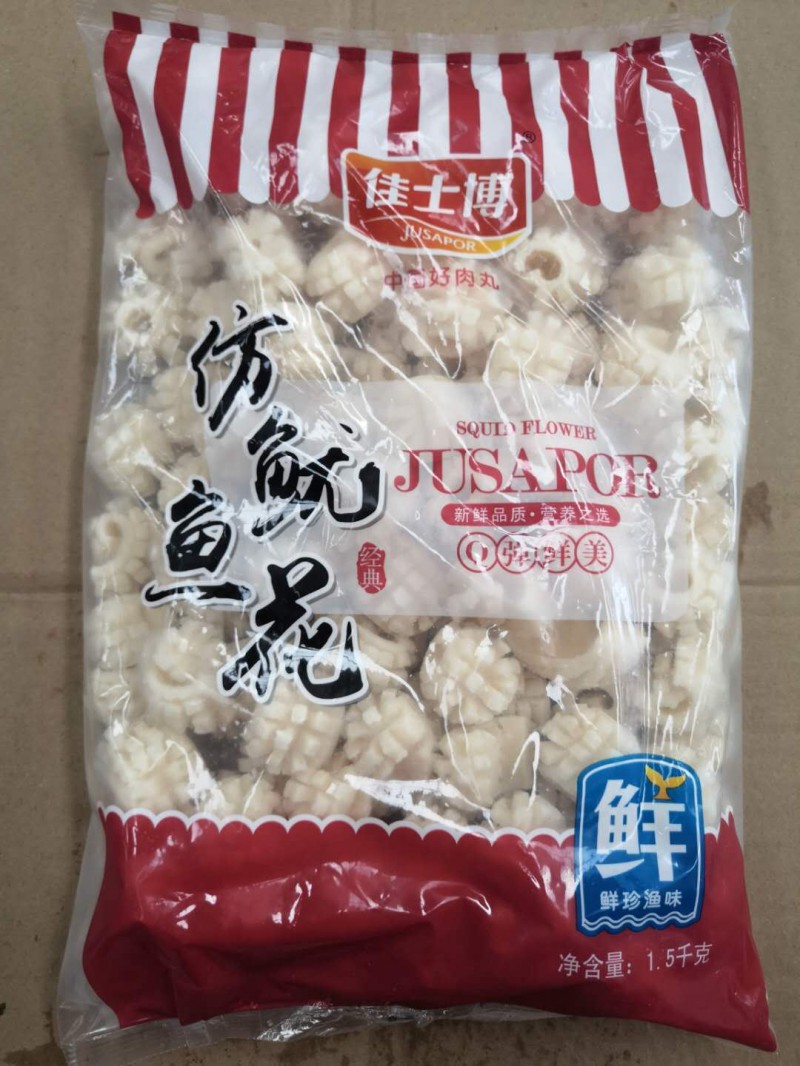 佳士博
®
JUSAPOR
中国好肉丸
仿鱿鱼花
经典
SQUID FLOWER
JUSAPOR
新鲜品质·营养之选
Q弹鲜美
鲜
鲜珍渔味
净含量：1.5千克